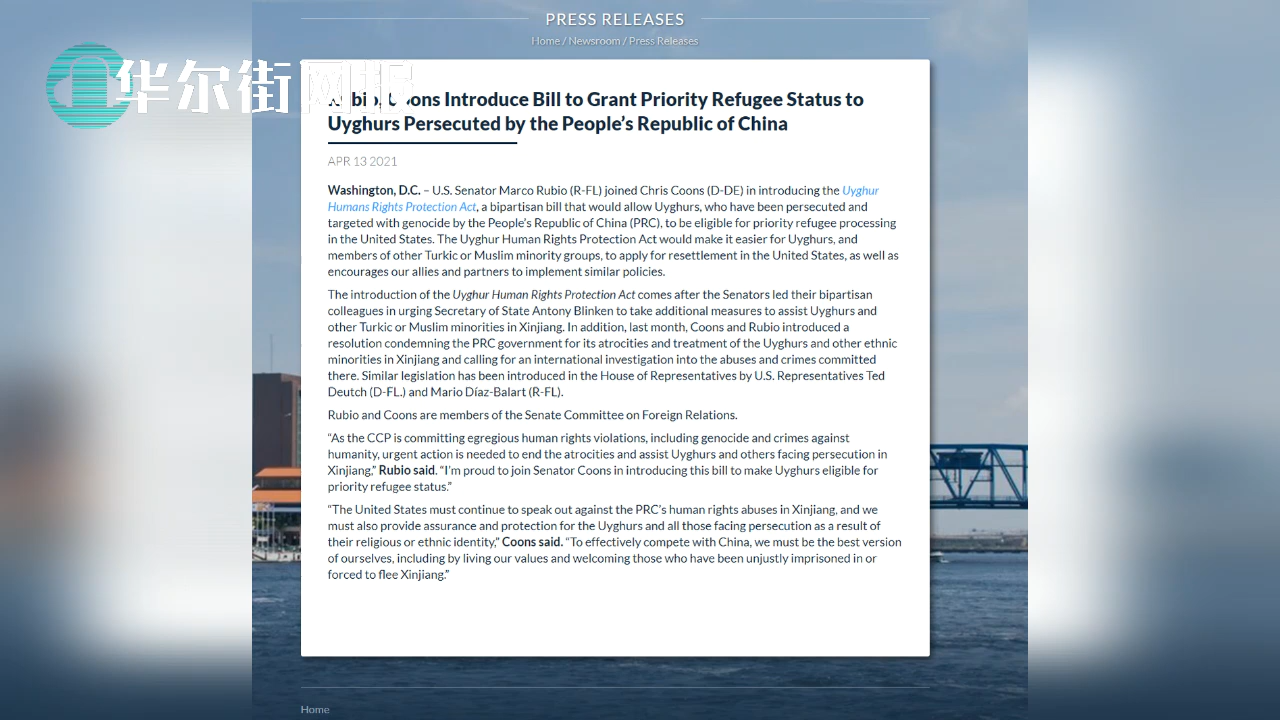 PRESS RELEASES
Home / Newsroom / Press Releases
华尔街网报
Rubio, Coons Introduce Bill to Grant Priority Refugee Status to
Uyghurs Persecuted by the People's Republic of China
APR 13 2021
Washington, D.C. – U.S. Senator Marco Rubio (R-FL) joined Chris Coons (D-DE) in introducing the Uyghur
Humans Rights Protection Act, a bipartisan bill that would allow Uyghurs, who have been persecuted and
targeted with genocide by the People's Republic of China (PRC), to be eligible for priority refugee processing
in the United States. The Uyghur Human Rights Protection Act would make it easier for Uyghurs, and
members of other Turkic or Muslim minority groups, to apply for resettlement in the United States, as well as
encourages our allies and partners to implement similar policies.
The introduction of the Uyghur Human Rights Protection Act comes after the Senators led their bipartisan
colleagues in urging Secretary of State Antony Blinken to take additional measures to assist Uyghurs and
other Turkic or Muslim minorities in Xinjiang. In addition, last month, Coons and Rubio introduced a
resolution condemning the PRC government for its atrocities and treatment of the Uyghurs and other ethnic
minorities in Xinjiang and calling for an international investigation into the abuses and crimes committed
there. Similar legislation has been introduced in the House of Representatives by U.S. Representatives Ted
Deutch (D-FL.) and Mario Díaz-Balart (R-FL).
Rubio and Coons are members of the Senate Committee on Foreign Relations.
“As the CCP is committing egregious human rights violations, including genocide and crimes against
humanity, urgent action is needed to end the atrocities and assist Uyghurs and others facing persecution in
Xinjiang,” Rubio said. “I'm proud to join Senator Coons in introducing this bill to make Uyghurs eligible for
priority refugee status.”
“The United States must continue to speak out against the PRC's human rights abuses in Xinjiang, and we
must also provide assurance and protection for the Uyghurs and all those facing persecution as a result of
their religious or ethnic identity,” Coons said. “To effectively compete with China, we must be the best version
of ourselves, including by living our values and welcoming those who have been unjustly imprisoned in or
forced to flee Xinjiang.”
Home